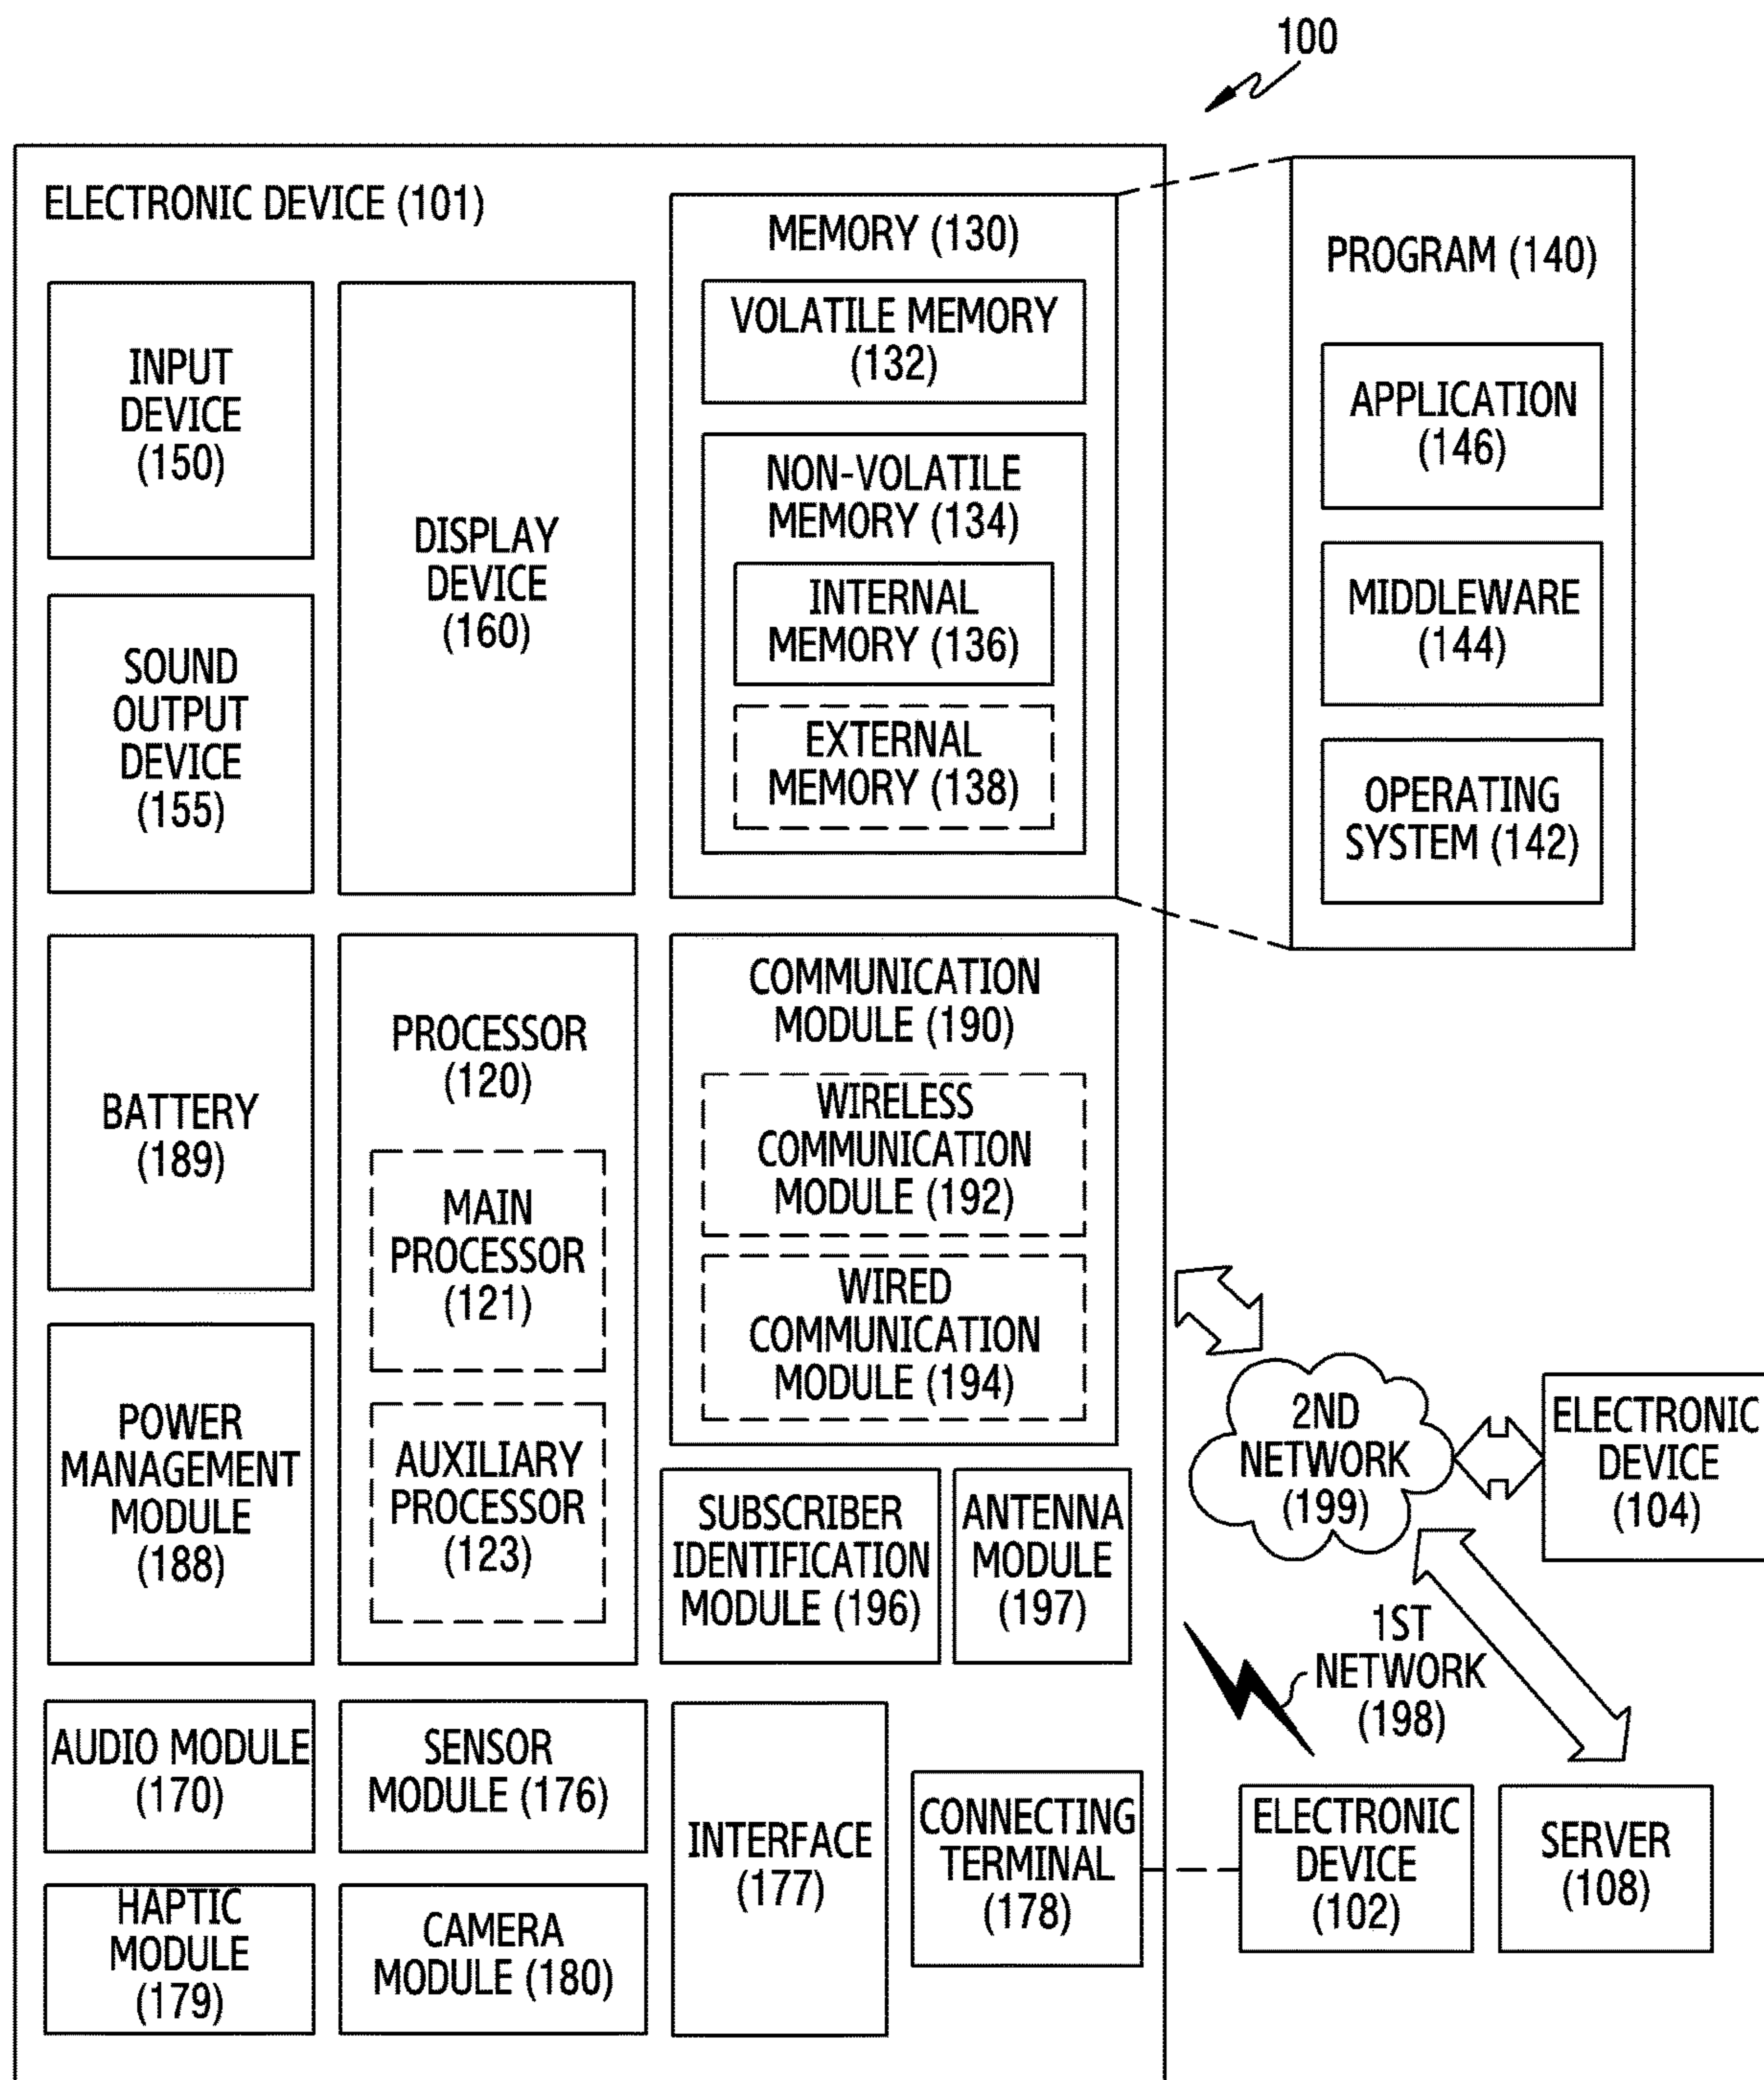 100
ELECTRONIC DEVICE (101)
INPUT
DEVICE
(150)
SOUND
OUTPUT
DEVICE
(155)
DISPLAY
DEVICE
(160)
MEMORY (130)
VOLATILE MEMORY
(132)
NON-VOLATILE
MEMORY (134)
INTERNAL
MEMORY (136)
EXTERNAL
MEMORY (138)
PROGRAM (140)
APPLICATION
(146)
MIDDLEWARE
(144)
OPERATING
SYSTEM (142)
BATTERY
(189)
POWER
MANAGEMENT
MODULE
(188)
PROCESSOR
(120)
MAIN
PROCESSOR
(121)
AUXILIARY
PROCESSOR
(123)
COMMUNICATION
MODULE (190)
WIRELESS
COMMUNICATION
MODULE (192)
WIRED
COMMUNICATION
MODULE (194)
SUBSCRIBER
IDENTIFICATION
MODULE (196)
ANTENNA
MODULE
(197)
2ND
NETWORK
(199)
ELECTRONIC
DEVICE
(104)
1ST
NETWORK
(198)
AUDIO MODULE
(170)
SENSOR
MODULE (176)
HAPTIC
MODULE
(179)
CAMERA
MODULE (180)
INTERFACE
(177)
CONNECTING
TERMINAL
(178)
ELECTRONIC
DEVICE
(102)
SERVER
(108)